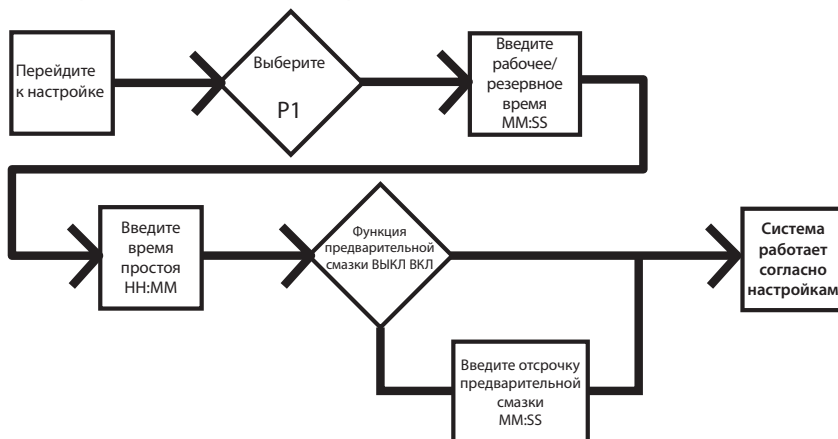 Перейдите
к настройке
Выберите
P1
Введите
рабочее/
резервное
время
MM:SS
Введите
время
простоя
HH:MM
Функция
предварительной
смазки ВЫКЛ ВКЛ
Система
работает
согласно
настройкам
Введите отсрочку
предварительной
смазки
MM:SS